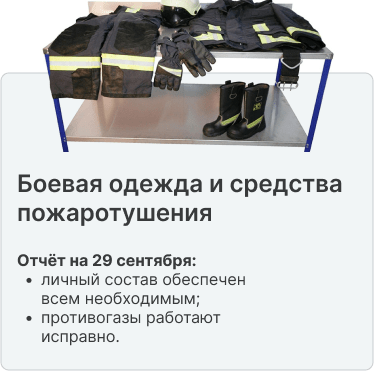 Боевая одежда и средства
пожаротушения
Отчёт на 29 сентября:
• личный состав обеспечен
всем необходимым;
• противогазы работают
исправно.